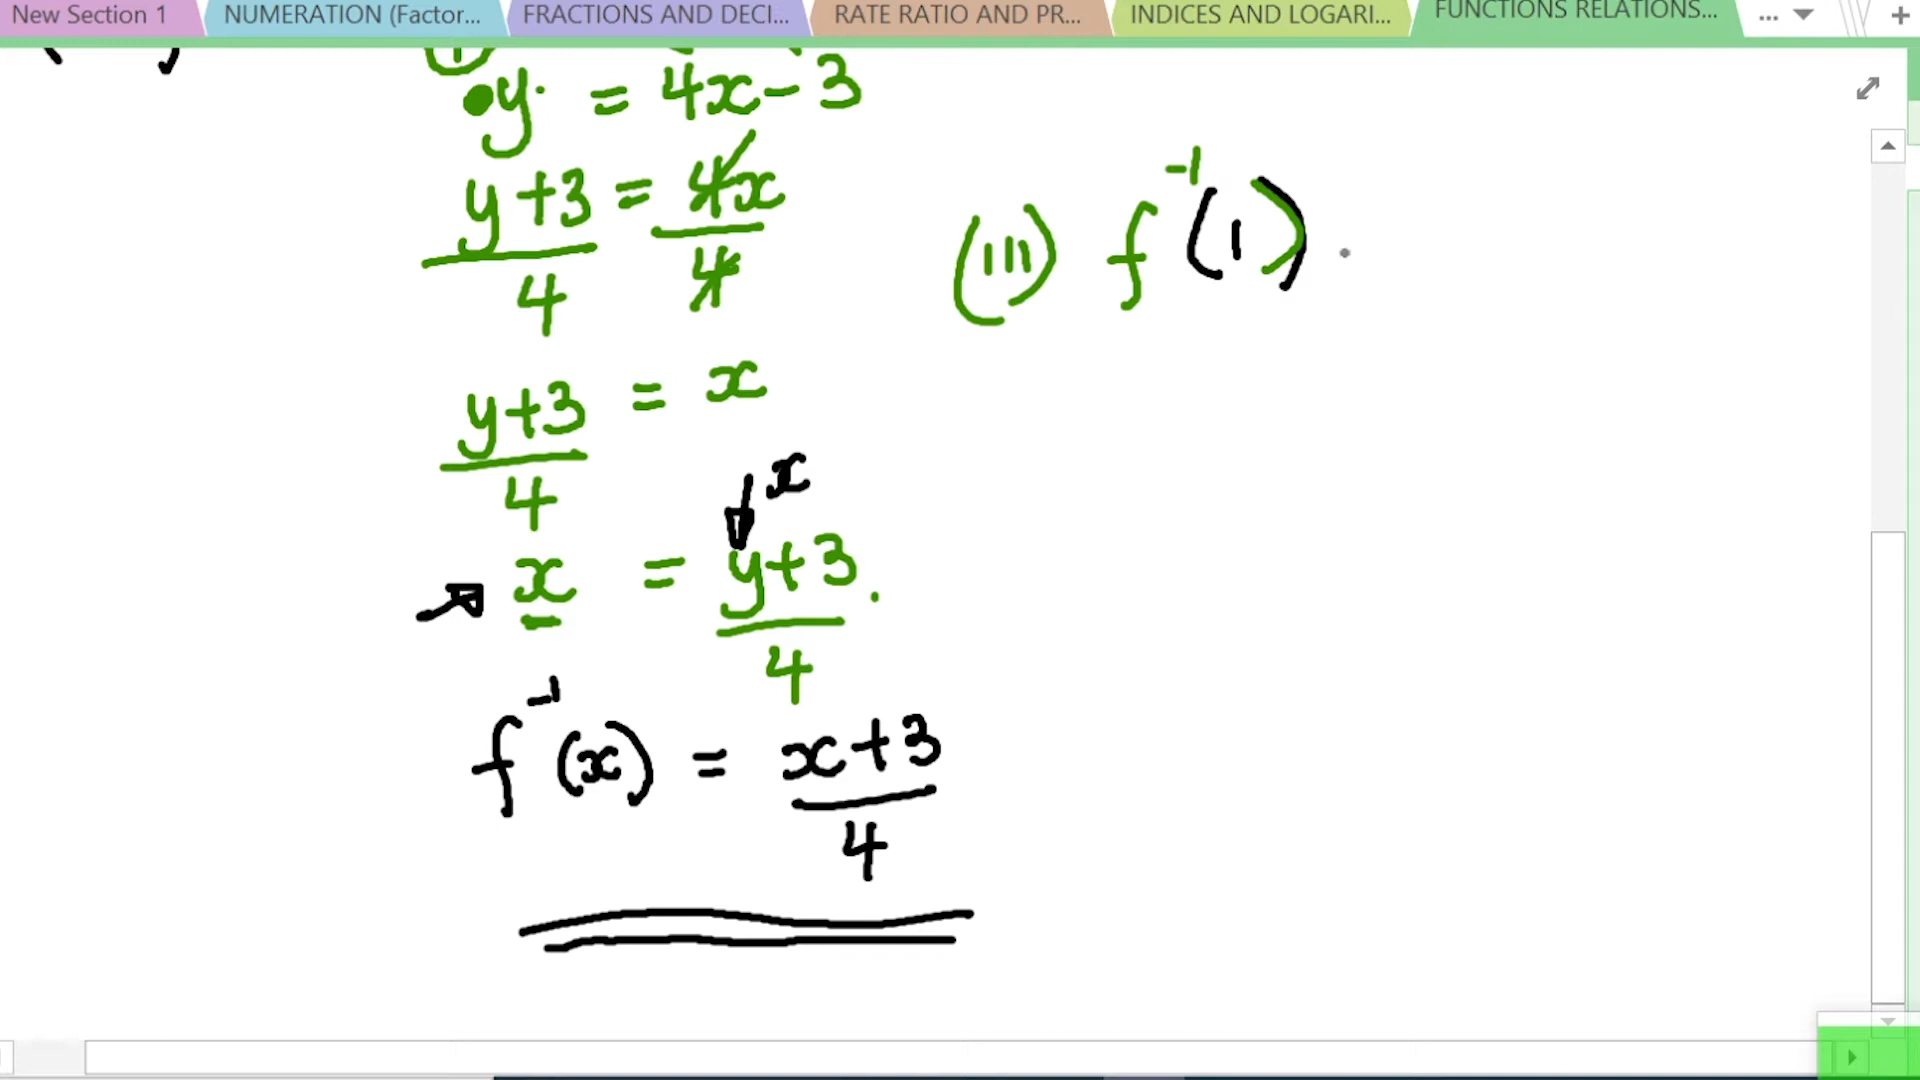 New Section 1
NUMERATION (Factor...
FRACTIONS AND DECI...
RATE RATIO AND PR...
INDICES AND LOGARI...
FUNCTIONS RELATIONS...
...
y = 4x - 3
y + 3 = 4x
4 4
y + 3 = x
4
x
x = y + 3 .
4
f⁻¹(x) = x + 3
4
(iii) f⁻¹(1)